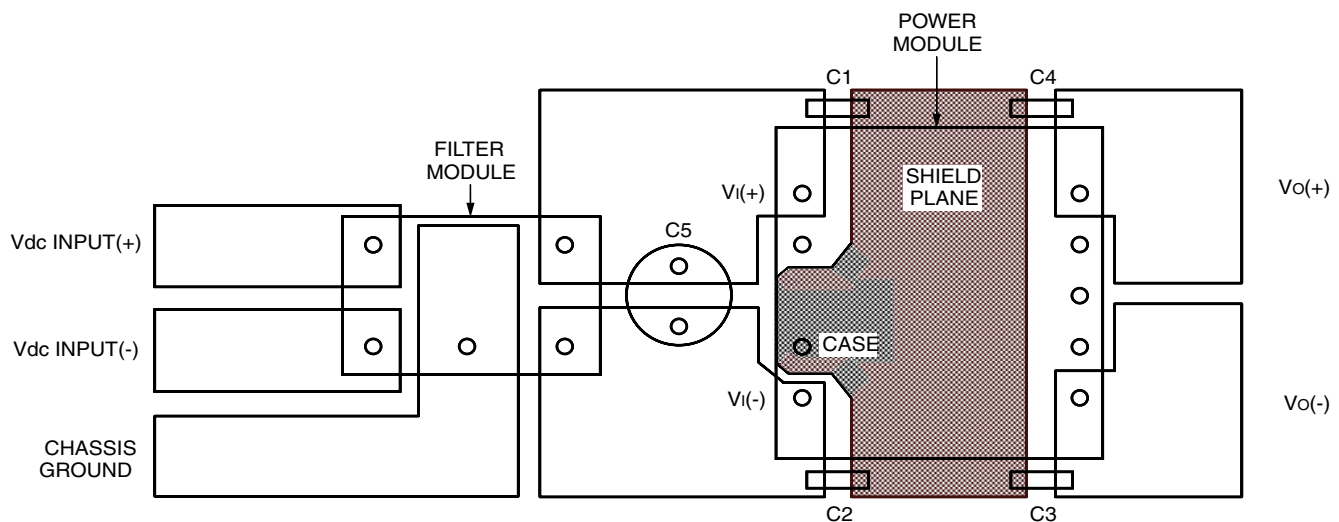 POWER
MODULE
C1
C4
FILTER
MODULE
SHIELD
PLANE
VI(+)
VO(+)
C5
Vdc INPUT(+)
Vdc INPUT(-)
CASE
VI(-)
VO(-)
CHASSIS
GROUND
C2
C3